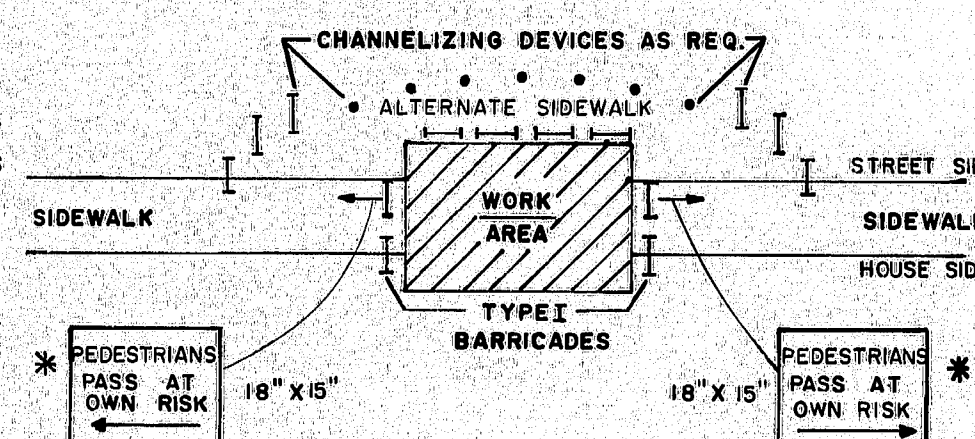 CHANNELIZING DEVICES AS REQ.
ALTERNATE SIDEWALK
STREET SI
WORK
AREA
SIDEWALK
SIDEWAL
HOUSE SID
TYPE I
BARRICADES
* PEDESTRIANS
PASS AT
OWN RISK
18" X 15"
18" X 15"
PEDESTRIANS *
PASS AT
OWN RISK